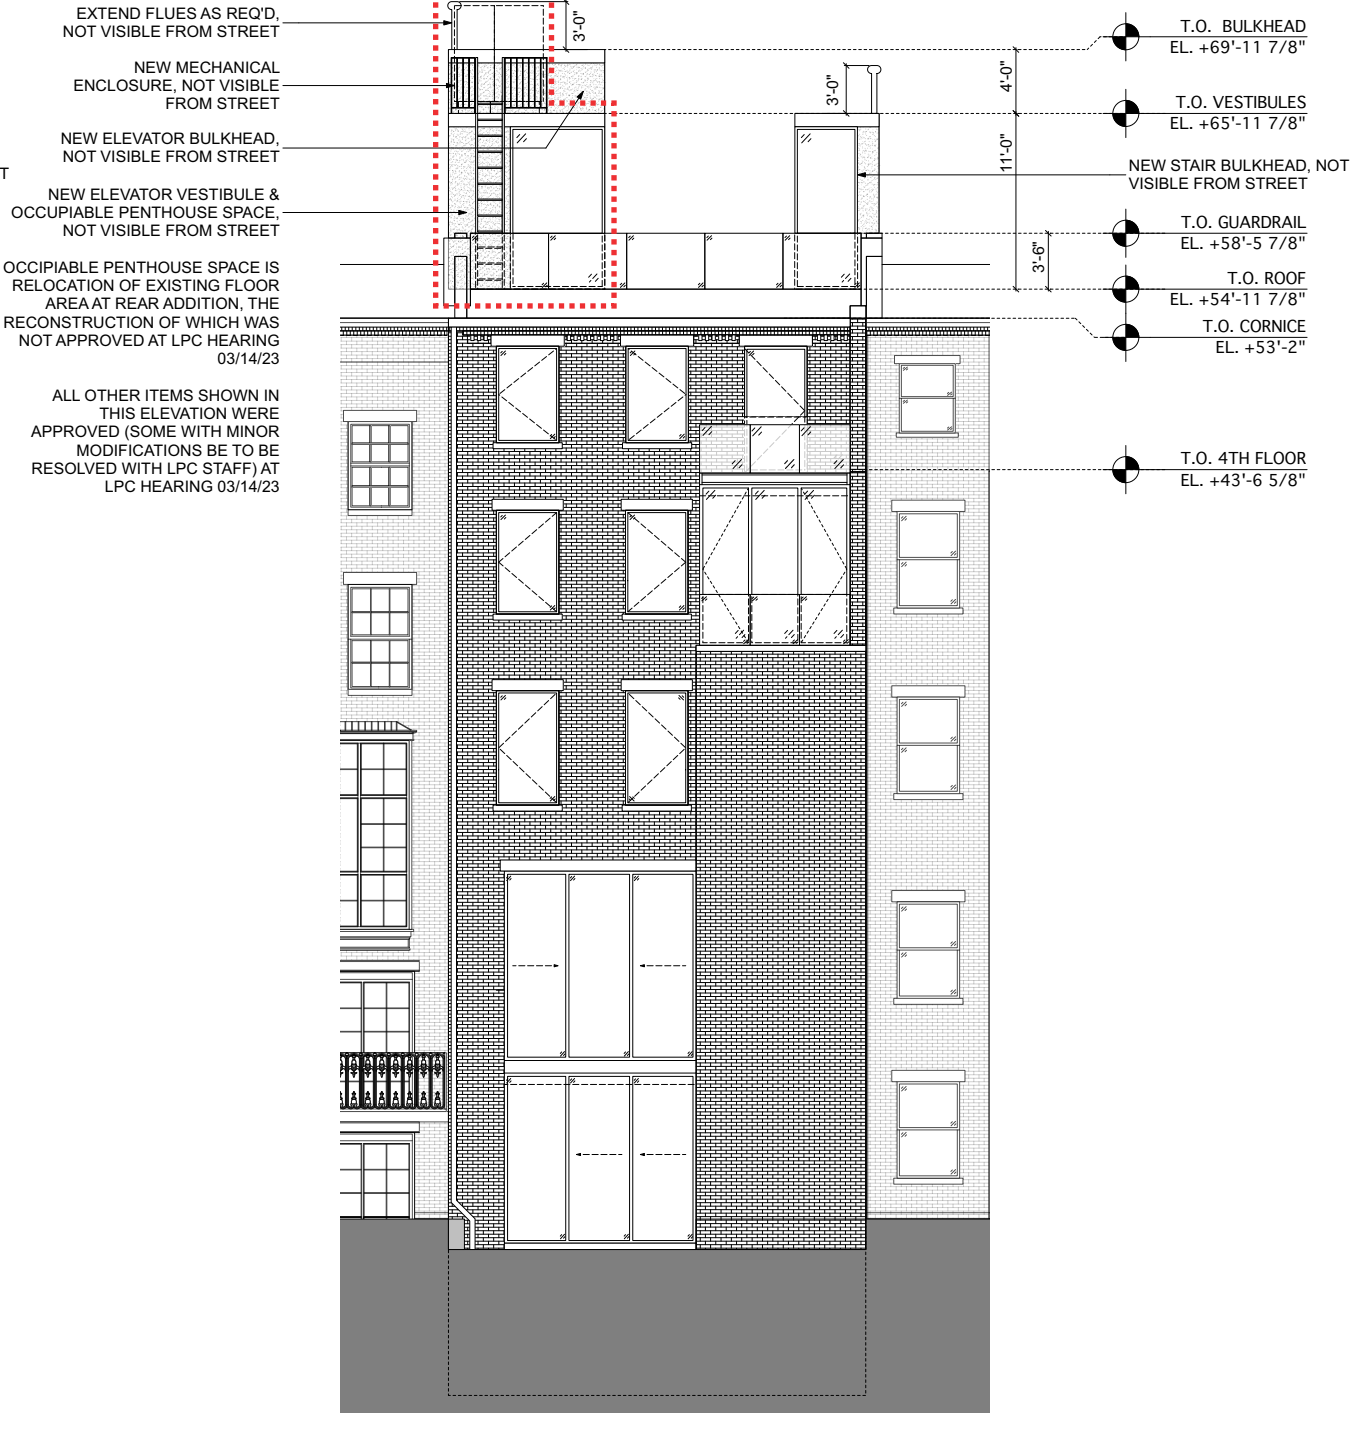 EXTEND FLUES AS REQ'D,
NOT VISIBLE FROM STREET
NEW MECHANICAL
ENCLOSURE, NOT VISIBLE
FROM STREET
NEW ELEVATOR BULKHEAD,
NOT VISIBLE FROM STREET
T
NEW ELEVATOR VESTIBULE &
OCCUPIABLE PENTHOUSE SPACE,
NOT VISIBLE FROM STREET
OCCIPIABLE PENTHOUSE SPACE IS
RELOCATION OF EXISTING FLOOR
AREA AT REAR ADDITION, THE
RECONSTRUCTION OF WHICH WAS
NOT APPROVED AT LPC HEARING
03/14/23
ALL OTHER ITEMS SHOWN IN
THIS ELEVATION WERE
APPROVED (SOME WITH MINOR
MODIFICATIONS BE TO BE
RESOLVED WITH LPC STAFF) AT
LPC HEARING 03/14/23
3'-0"
3'-0"
4'-0"
11'-0"
3'-6"
T.O. BULKHEAD
EL. +69'-11 7/8"
T.O. VESTIBULES
EL. +65'-11 7/8"
NEW STAIR BULKHEAD, NOT
VISIBLE FROM STREET
T.O. GUARDRAIL
EL. +58'-5 7/8"
T.O. ROOF
EL. +54'-11 7/8"
T.O. CORNICE
EL. +53'-2"
T.O. 4TH FLOOR
EL. +43'-6 5/8"